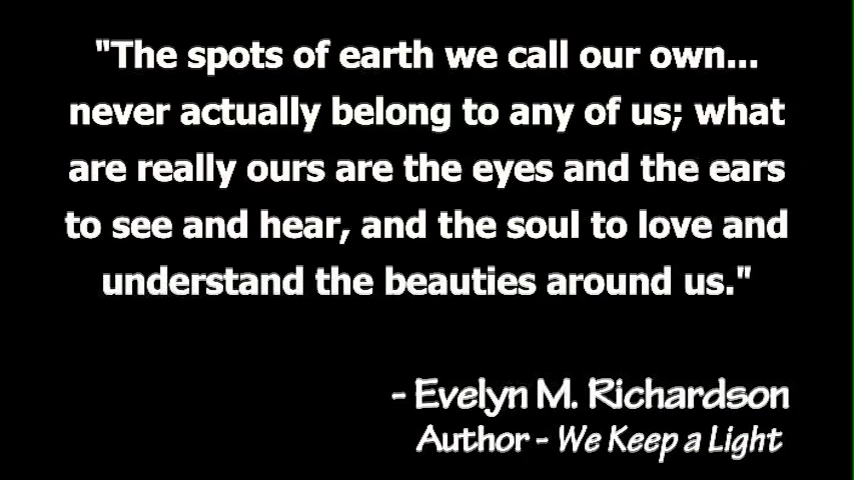 "The spots of earth we call our own...
never actually belong to any of us; what
are really ours are the eyes and the ears
to see and hear, and the soul to love and
understand the beauties around us."
- Evelyn M. Richardson
Author - We Keep a Light